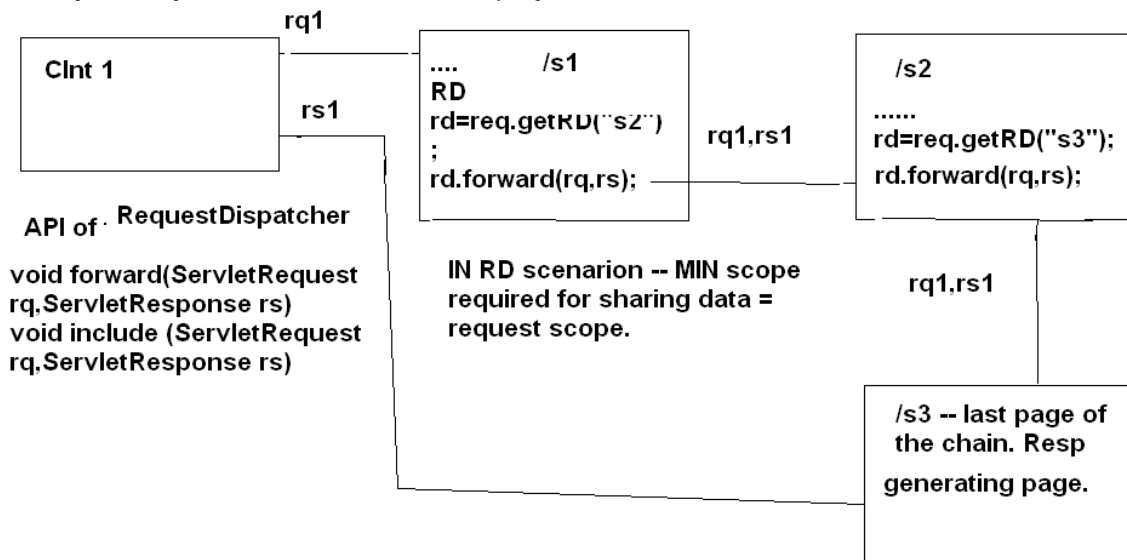 rq1
Clnt 1
rs1
.... /s1
RD
rd=req.getRD("s2")
;
rd.forward(rq,rs);
rq1,rs1
/s2
......
rd=req.getRD("s3");
rd.forward(rq,rs);
API of RequestDispatcher
void forward(ServletRequest
rq,ServletResponse rs)
void include (ServletRequest
rq,ServletResponse rs)
IN RD scenarion -- MIN scope
required for sharing data =
request scope.
rq1,rs1
/s3 -- last page of
the chain. Resp
generating page.